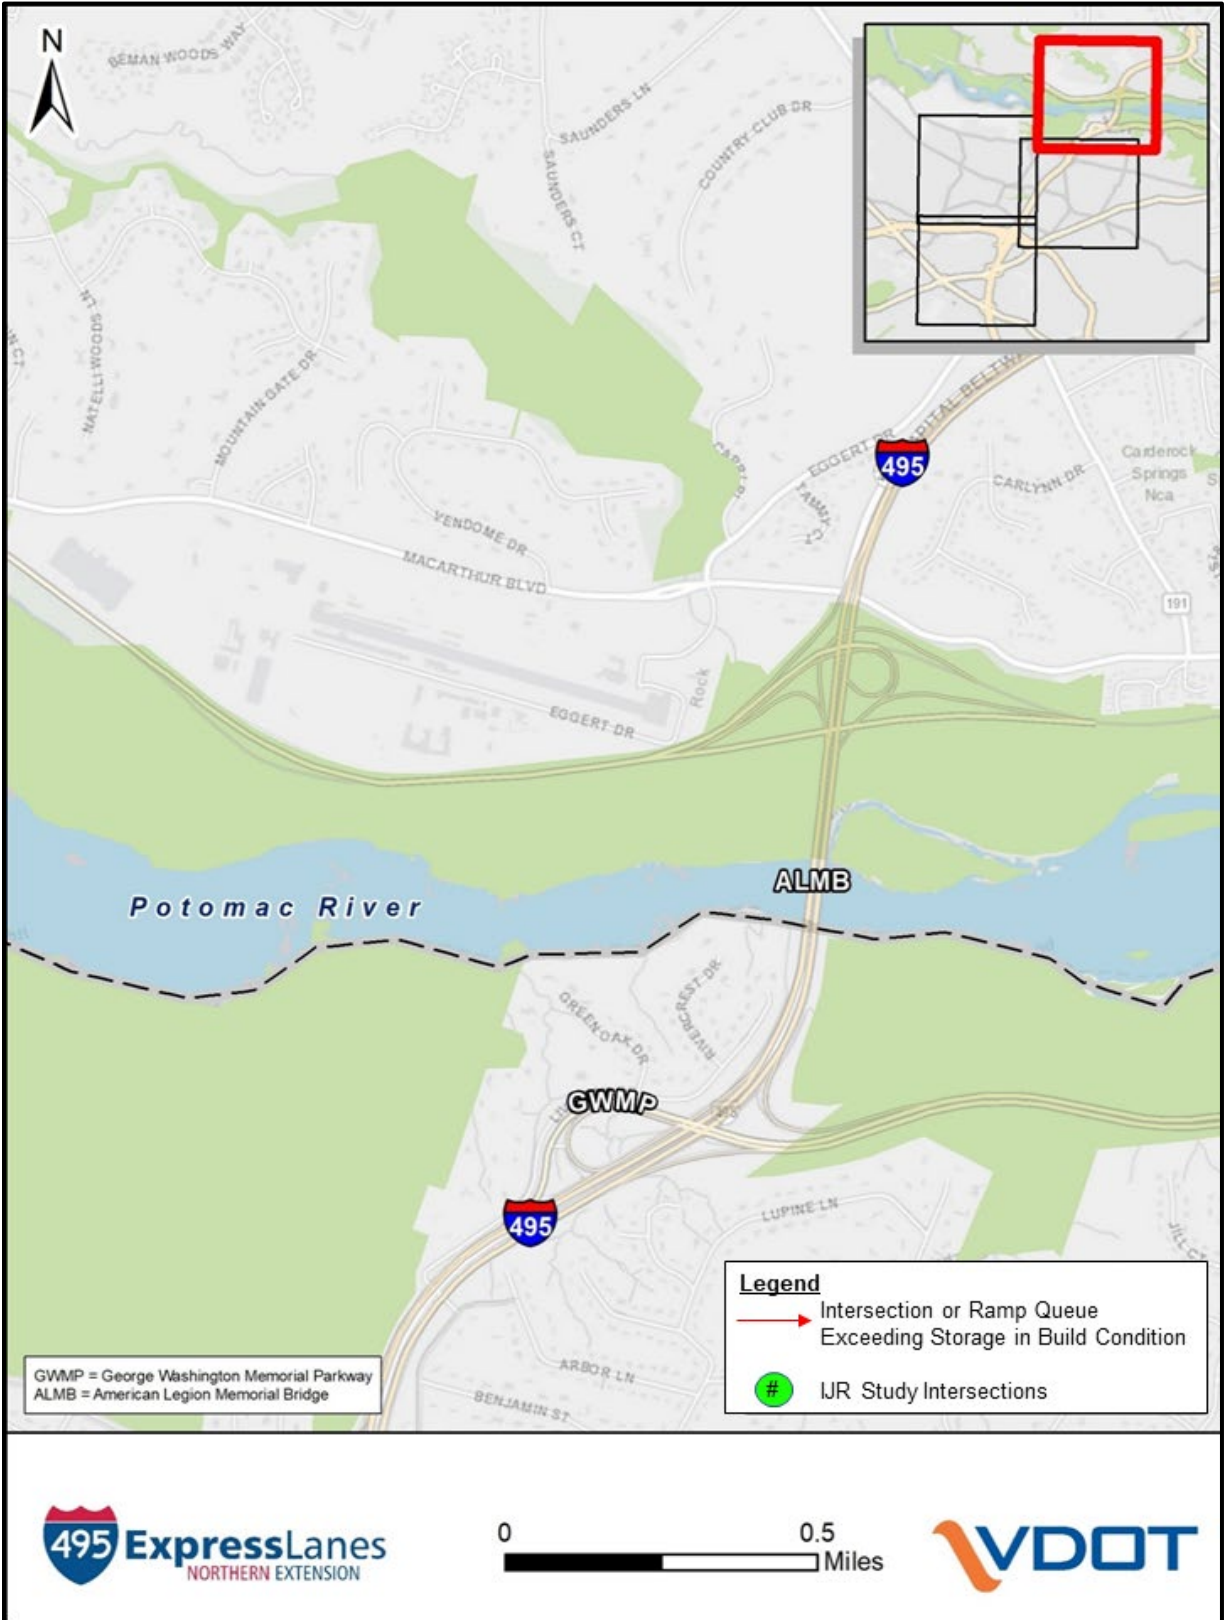 N
BEMAN WOODS WAY
SAUNDERS LN
COUNTRY CLUB DR
SAUNDERS CT
NATELLI WOODS LN
MOUNTAIN GATE DR
EGGERT DR
495
CARLYNN DR
Carderock
Springs
Nca
TAMMY CT
VENDOME DR
MACARTHUR BLVD
191
Rock
EGGERT DR
ALMB
Potomac River
RIVERCREST DR
GREEN OAK DR
GWMP
495
LUPINE LN
JILL CT
ARBOR LN
BENJAMIN ST
Legend
Intersection or Ramp Queue
Exceeding Storage in Build Condition
# IJR Study Intersections
GWMP = George Washington Memorial Parkway
ALMB = American Legion Memorial Bridge
495 ExpressLanes
NORTHERN EXTENSION
0 0.5
Miles
VDOT